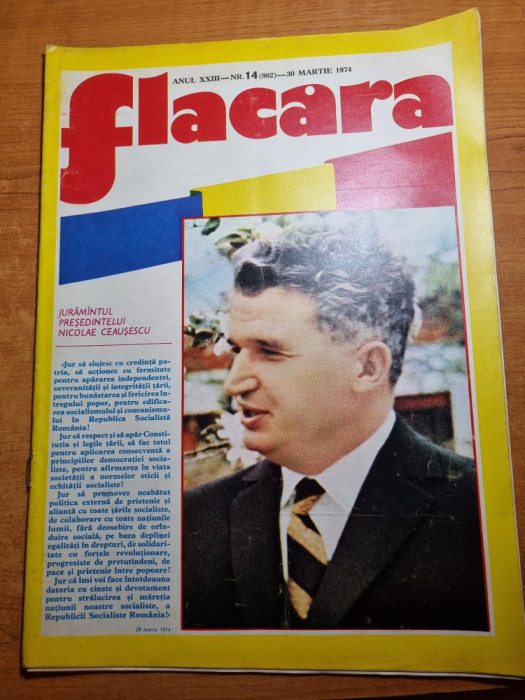 ANUL XXIII—NR. 14 (982)—30 MARTIE 1974
flacara
JURĂMÎNTUL
PREȘEDINTELUI
NICOLAE CEAUȘESCU
«Jur să slujesc cu credință pa-
tria, să acționez cu fermitate
pentru apărarea independenței,
suveranității și integrității țării,
pentru bunăstarea și fericirea în-
tregului popor, pentru edifica-
rea socialismului și comunismu-
lui în Republica Socialistă
România!
Jur să respect și să apăr Consti-
tuția și legile țării, să fac totul
pentru aplicarea consecventă a
principiilor democrației socia-
liste, pentru afirmarea în viața
societății a normelor eticii și
echității socialiste!
Jur să promovez neabătut
politica externă de prietenie și
alianță cu toate țările socialiste,
de colaborare cu toate națiunile
lumii, fără deosebire de orîn-
duire socială, pe baza deplinei
egalități în drepturi, de solidari-
tate cu forțele revoluționare,
progresiste de pretutindeni, de
pace și prietenie între popoare!
Jur că îmi voi face întotdeauna
datoria cu cinste și devotament
pentru strălucirea și măreția
națiunii noastre socialiste, a
Republicii Socialiste România!»
28 martie 1974